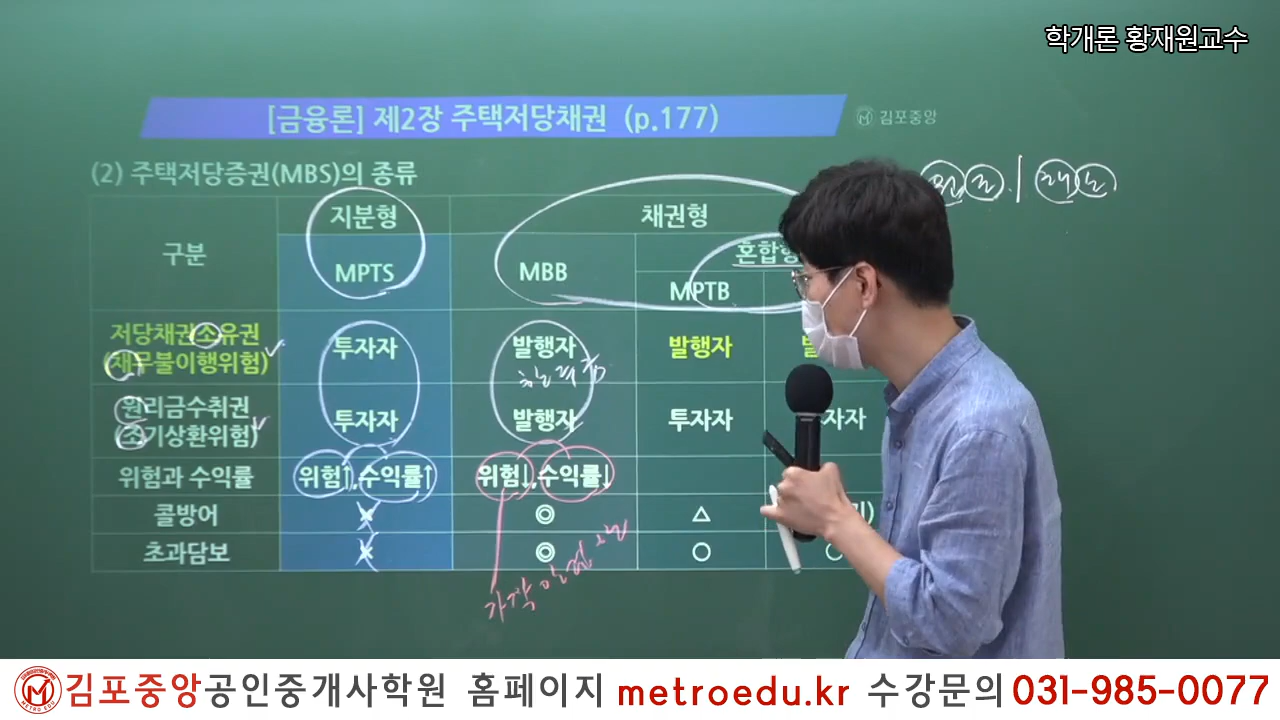 학개론 황재원교수
[금융론] 제2장 주택저당채권 (p.177)
김포중앙
(2) 주택저당증권(MBS)의 종류
구분 지분형 채권형
MPTS MBB 혼합형
MPTB
저당채권소유권
(채무불이행위험) 투자자 발행자 발행자
원리금수취권
(조기상환위험) 투자자 발행자 투자자
위험과 수익률 위험↑, 수익률↑ 위험↓, 수익률↓
콜방어 × ◎ △
초과담보 × ◎ ○
가장 안전
김포중앙공인중개사학원 홈페이지 metroedu.kr 수강문의 031-985-0077
METRO EDU